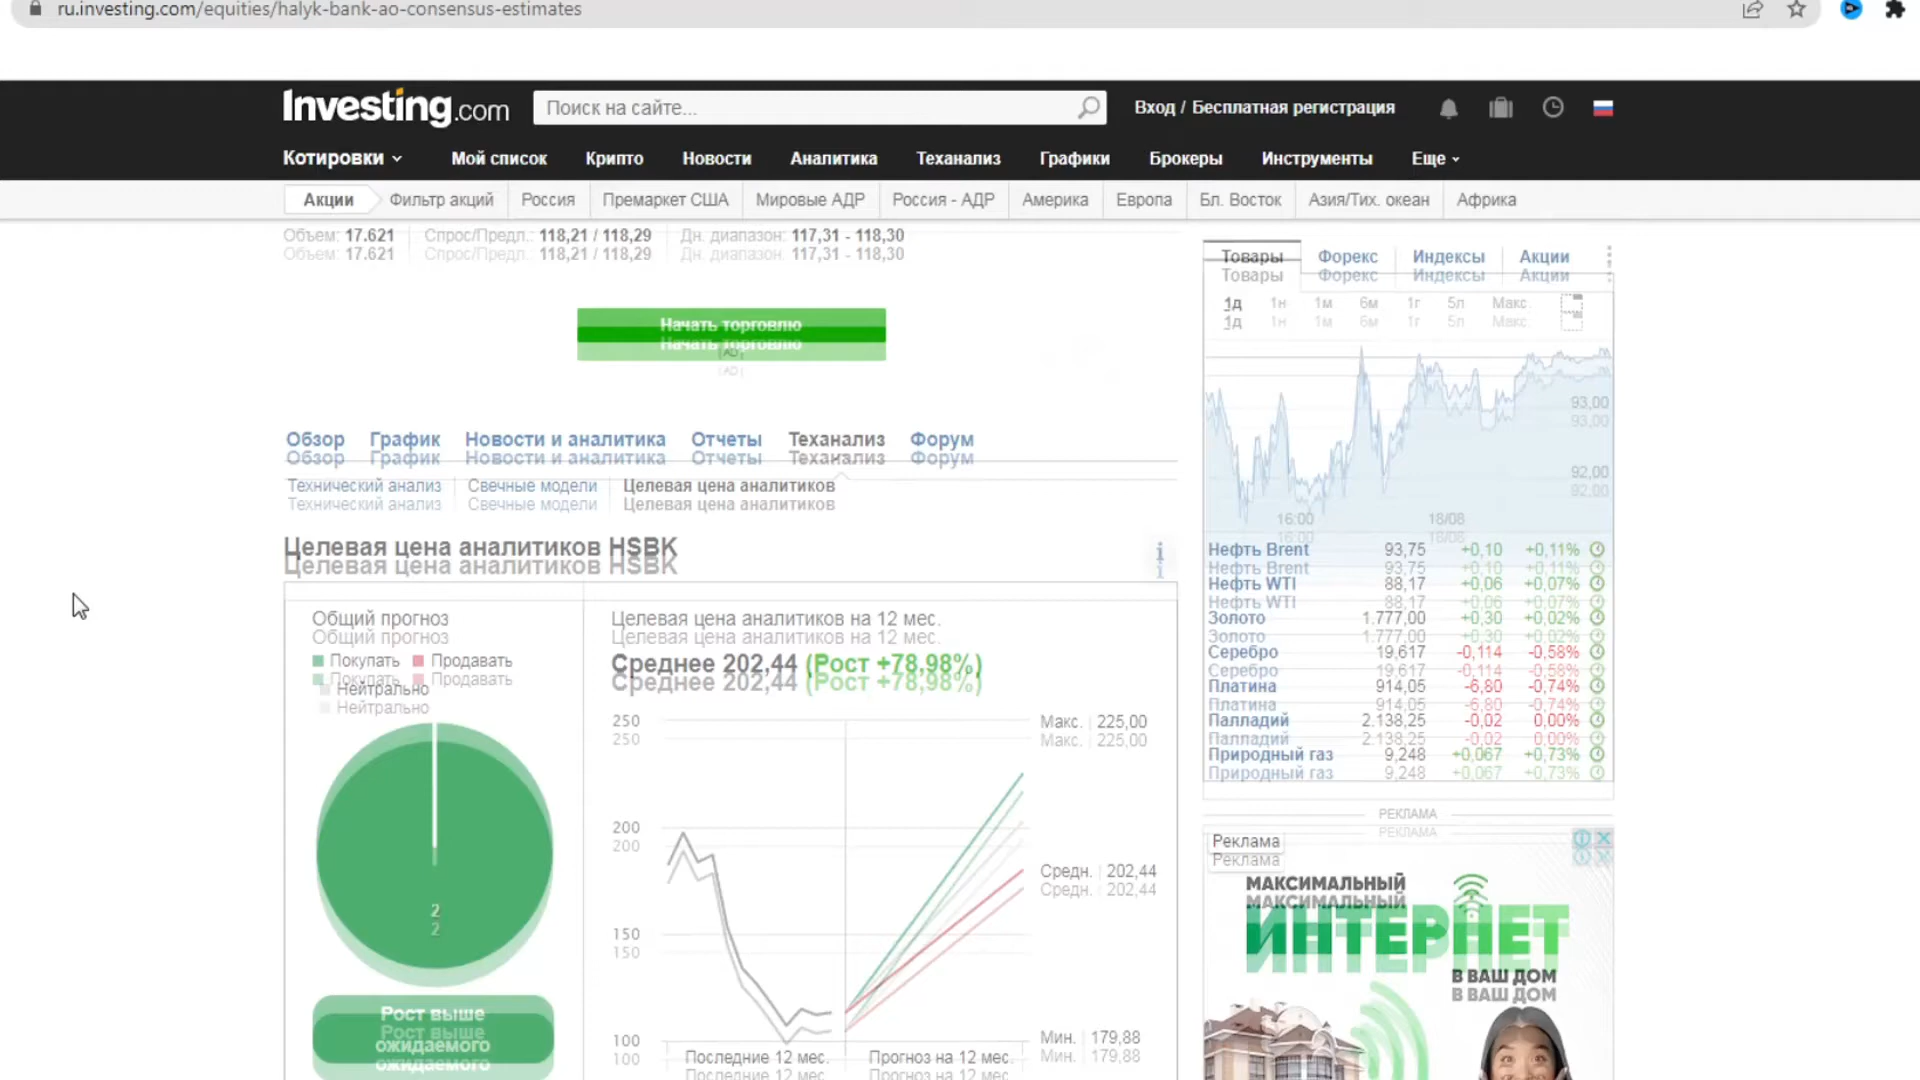 ru.investing.com/equities/halyk-bank-ao-consensus-estimates
Investing.com
Поиск на сайте...
Вход / Бесплатная регистрация
Котировки
Мой список
Крипто
Новости
Аналитика
Теханализ
Графики
Брокеры
Инструменты
Еще
Акции
Фильтр акций
Россия
Премаркет США
Мировые АДР
Россия - АДР
Америка
Европа
Бл. Восток
Азия/Тих. океан
Африка
Объем: 17.621
Спрос/Предл.: 118,21 / 118,29
Дн. диапазон: 117,31 - 118,30
Начать торговлю
AD
Обзор
График
Новости и аналитика
Отчеты
Теханализ
Форум
Технический анализ
Свечные модели
Целевая цена аналитиков
Целевая цена аналитиков HSBK
Общий прогноз
Покупать
Продавать
Нейтрально
2
Рост выше
ожидаемого
Целевая цена аналитиков на 12 мес.
Среднее 202,44 (Рост +78,98%)
250
200
150
100
Макс. 225,00
Средн. 202,44
Мин. 179,88
Последние 12 мес.
Прогноз на 12 мес.
Товары
Форекс
Индексы
Акции
1д 1н 1м 6м 1г 5л Макс.
93,00
92,00
16:00
18/08
Нефть Brent 93,75 +0,10 +0,11%
Нефть WTI 88,17 +0,06 +0,07%
Золото 1.777,00 +0,30 +0,02%
Серебро 19,617 -0,114 -0,58%
Платина 914,05 -6,80 -0,74%
Палладий 2.138,25 -0,02 0,00%
Природный газ 9,248 +0,067 +0,73%
РЕКЛАМА
Реклама
МАКСИМАЛЬНЫЙ
ИНТЕРНЕТ
В ВАШ ДОМ